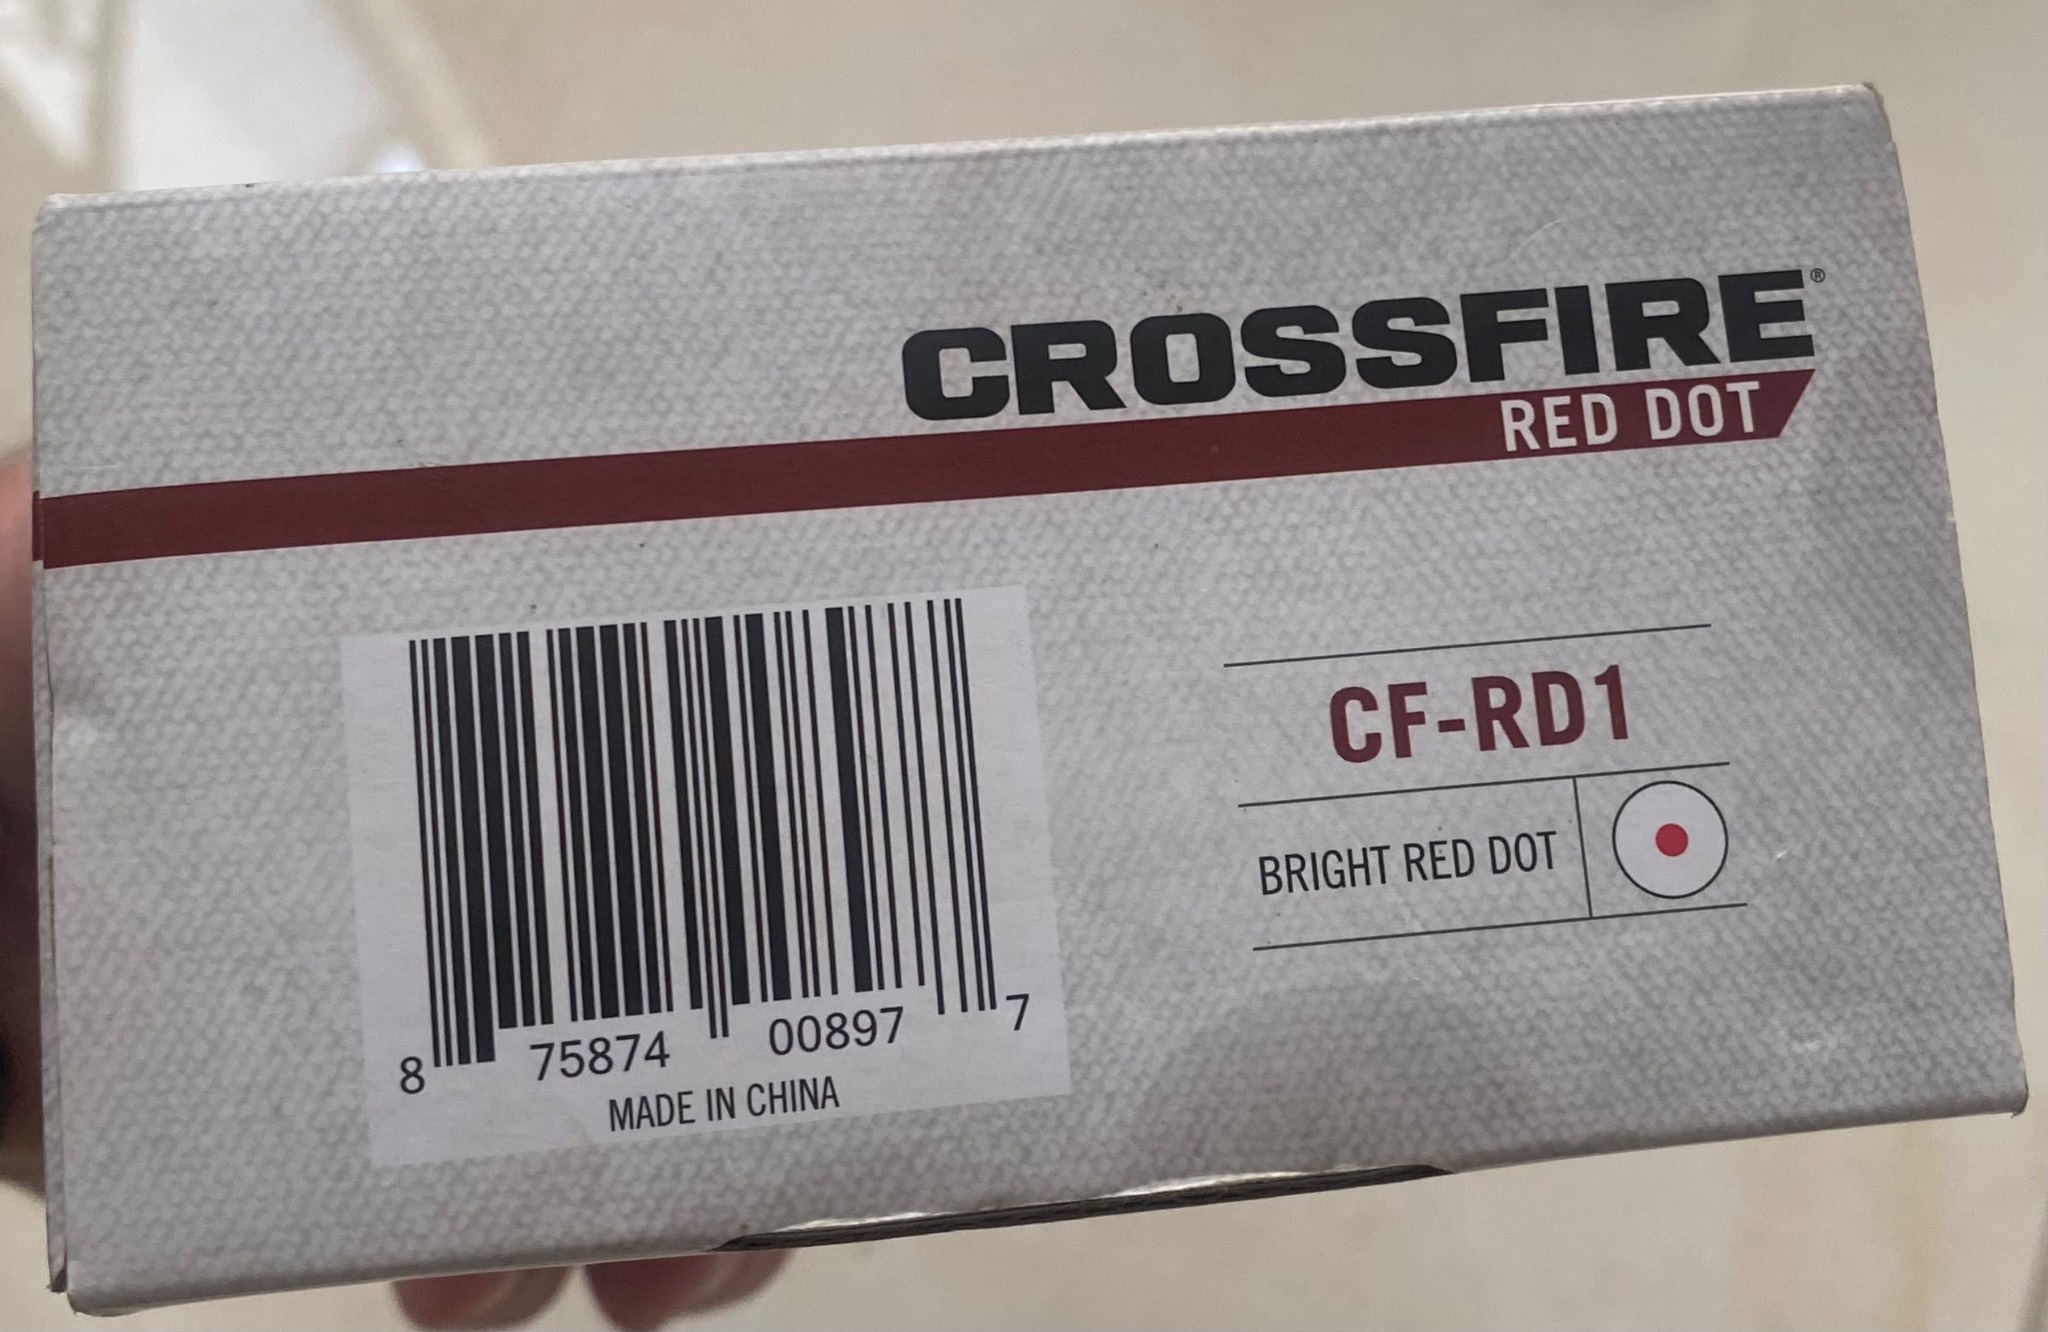 CROSSFIRE®
RED DOT
CF-RD1
BRIGHT RED DOT
8 75874 00897 7
MADE IN CHINA